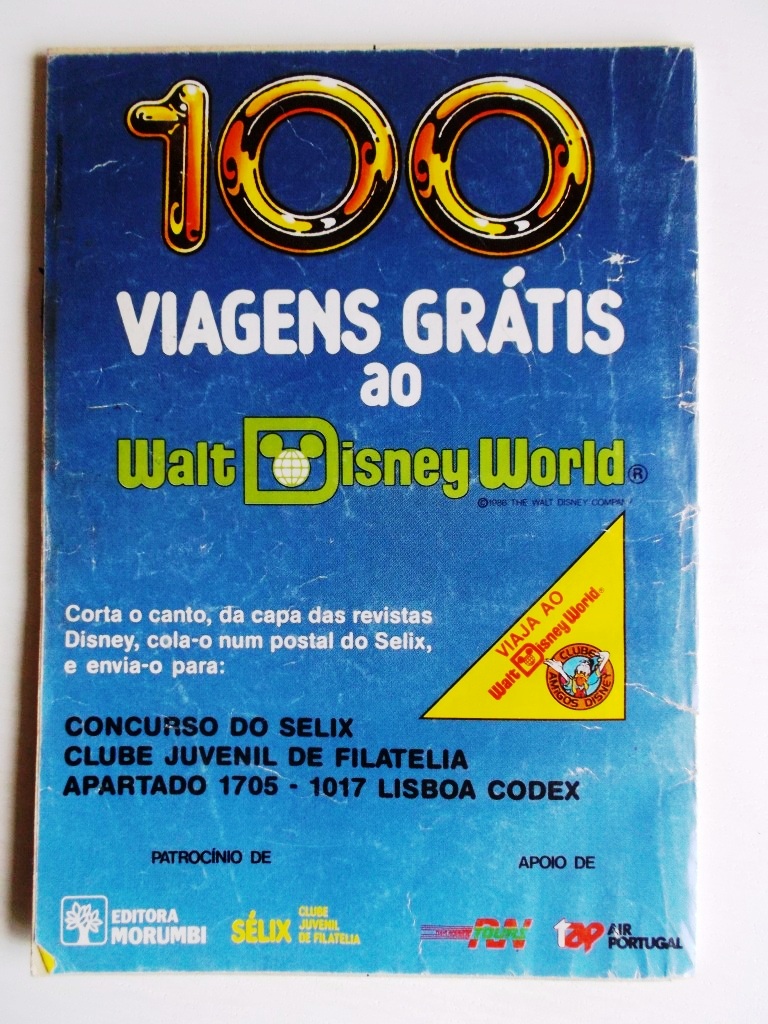 100
VIAGENS GRÁTIS
ao
Walt Disney World®
©1986 THE WALT DISNEY COMPANY
VIAJA AO
Walt Disney World®
CLUBE
AMIGOS DISNEY
Corta o canto, da capa das revistas
Disney, cola-o num postal do Selix,
e envia-o para:
CONCURSO DO SELIX
CLUBE JUVENIL DE FILATELIA
APARTADO 1705 - 1017 LISBOA CODEX
PATROCÍNIO DE
APOIO DE
EDITORA
MORUMBI
SÉLIX
CLUBE
JUVENIL
DE FILATELIA
RN
tap AIR
PORTUGAL